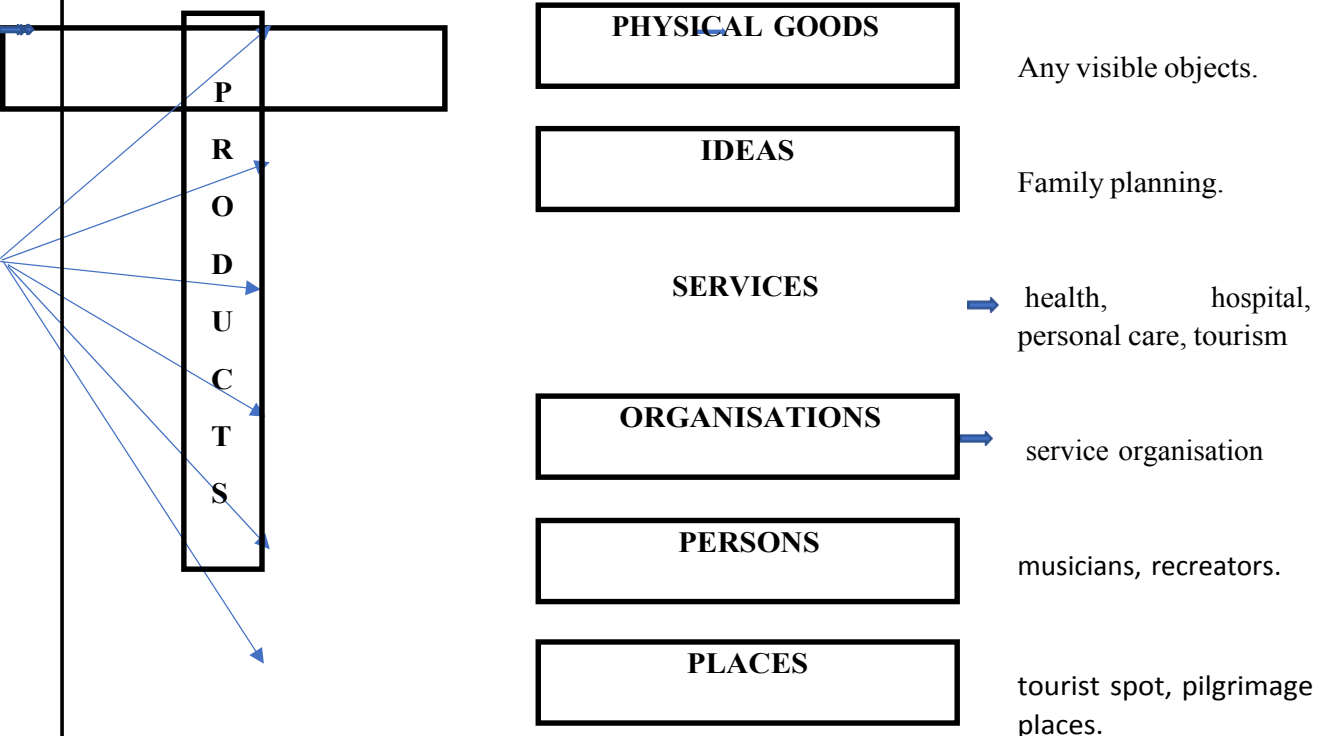 P
R
O
D
U
C
T
S
PHYSICAL GOODS
Any visible objects.
IDEAS
Family planning.
SERVICES
health, hospital,
personal care, tourism
ORGANISATIONS
service organisation
PERSONS
musicians, recreators.
PLACES
tourist spot, pilgrimage
places.